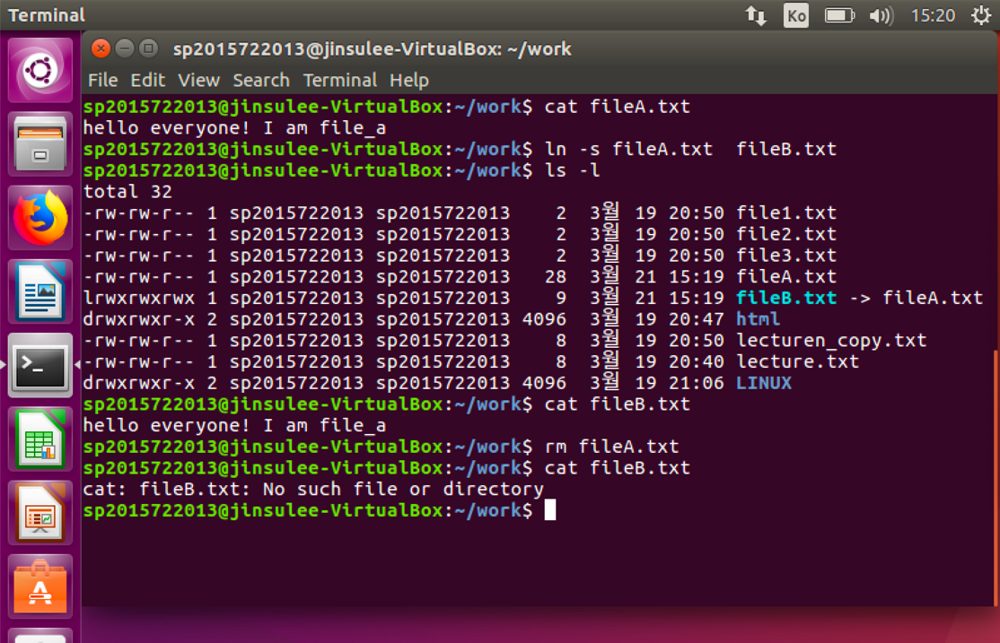 Terminal
Ko
15:20
sp2015722013@jinsulee-VirtualBox: ~/work
File Edit View Search Terminal Help
sp2015722013@jinsulee-VirtualBox:~/work$ cat fileA.txt
hello everyone! I am file_a
sp2015722013@jinsulee-VirtualBox:~/work$ ln -s fileA.txt  fileB.txt
sp2015722013@jinsulee-VirtualBox:~/work$ ls -l
total 32
-rw-rw-r-- 1 sp2015722013 sp2015722013    2  3월 19 20:50 file1.txt
-rw-rw-r-- 1 sp2015722013 sp2015722013    2  3월 19 20:50 file2.txt
-rw-rw-r-- 1 sp2015722013 sp2015722013    2  3월 19 20:50 file3.txt
-rw-rw-r-- 1 sp2015722013 sp2015722013   28  3월 21 15:19 fileA.txt
lrwxrwxrwx 1 sp2015722013 sp2015722013    9  3월 21 15:19 fileB.txt -> fileA.txt
drwxrwxr-x 2 sp2015722013 sp2015722013 4096  3월 19 20:47 html
-rw-rw-r-- 1 sp2015722013 sp2015722013    8  3월 19 20:50 lecturen_copy.txt
-rw-rw-r-- 1 sp2015722013 sp2015722013    8  3월 19 20:40 lecture.txt
drwxrwxr-x 2 sp2015722013 sp2015722013 4096  3월 19 21:06 LINUX
sp2015722013@jinsulee-VirtualBox:~/work$ cat fileB.txt
hello everyone! I am file_a
sp2015722013@jinsulee-VirtualBox:~/work$ rm fileA.txt
sp2015722013@jinsulee-VirtualBox:~/work$ cat fileB.txt
cat: fileB.txt: No such file or directory
sp2015722013@jinsulee-VirtualBox:~/work$